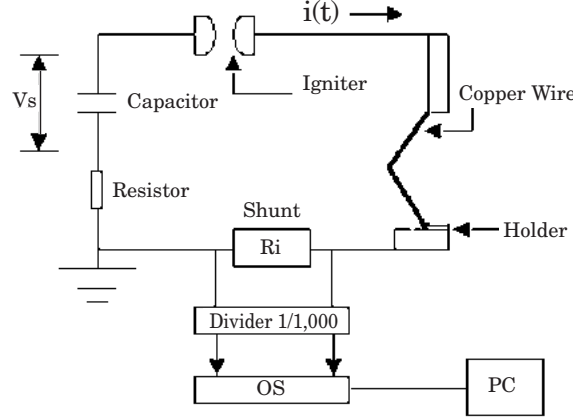 i(t)
Igniter
Vs
Capacitor
Copper Wire
Resistor
Shunt
Ri
Holder
Divider 1/1,000
OS
PC